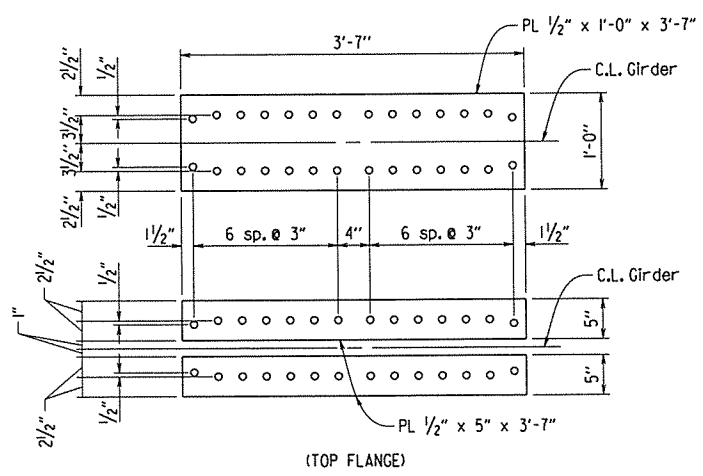 PL 1/2" x 1'-0" x 3'-7"
3'-7"
C.L. Girder
2 1/2"
1/2"
3 1/2"
3 1/2"
1/2"
2 1/2"
1'-0"
1 1/2"
6 sp. @ 3"
4"
6 sp. @ 3"
1 1/2"
C.L. Girder
2 1/2"
1/2"
1"
5"
5"
1/2"
2 1/2"
PL 1/2" x 5" x 3'-7"
(TOP FLANGE)